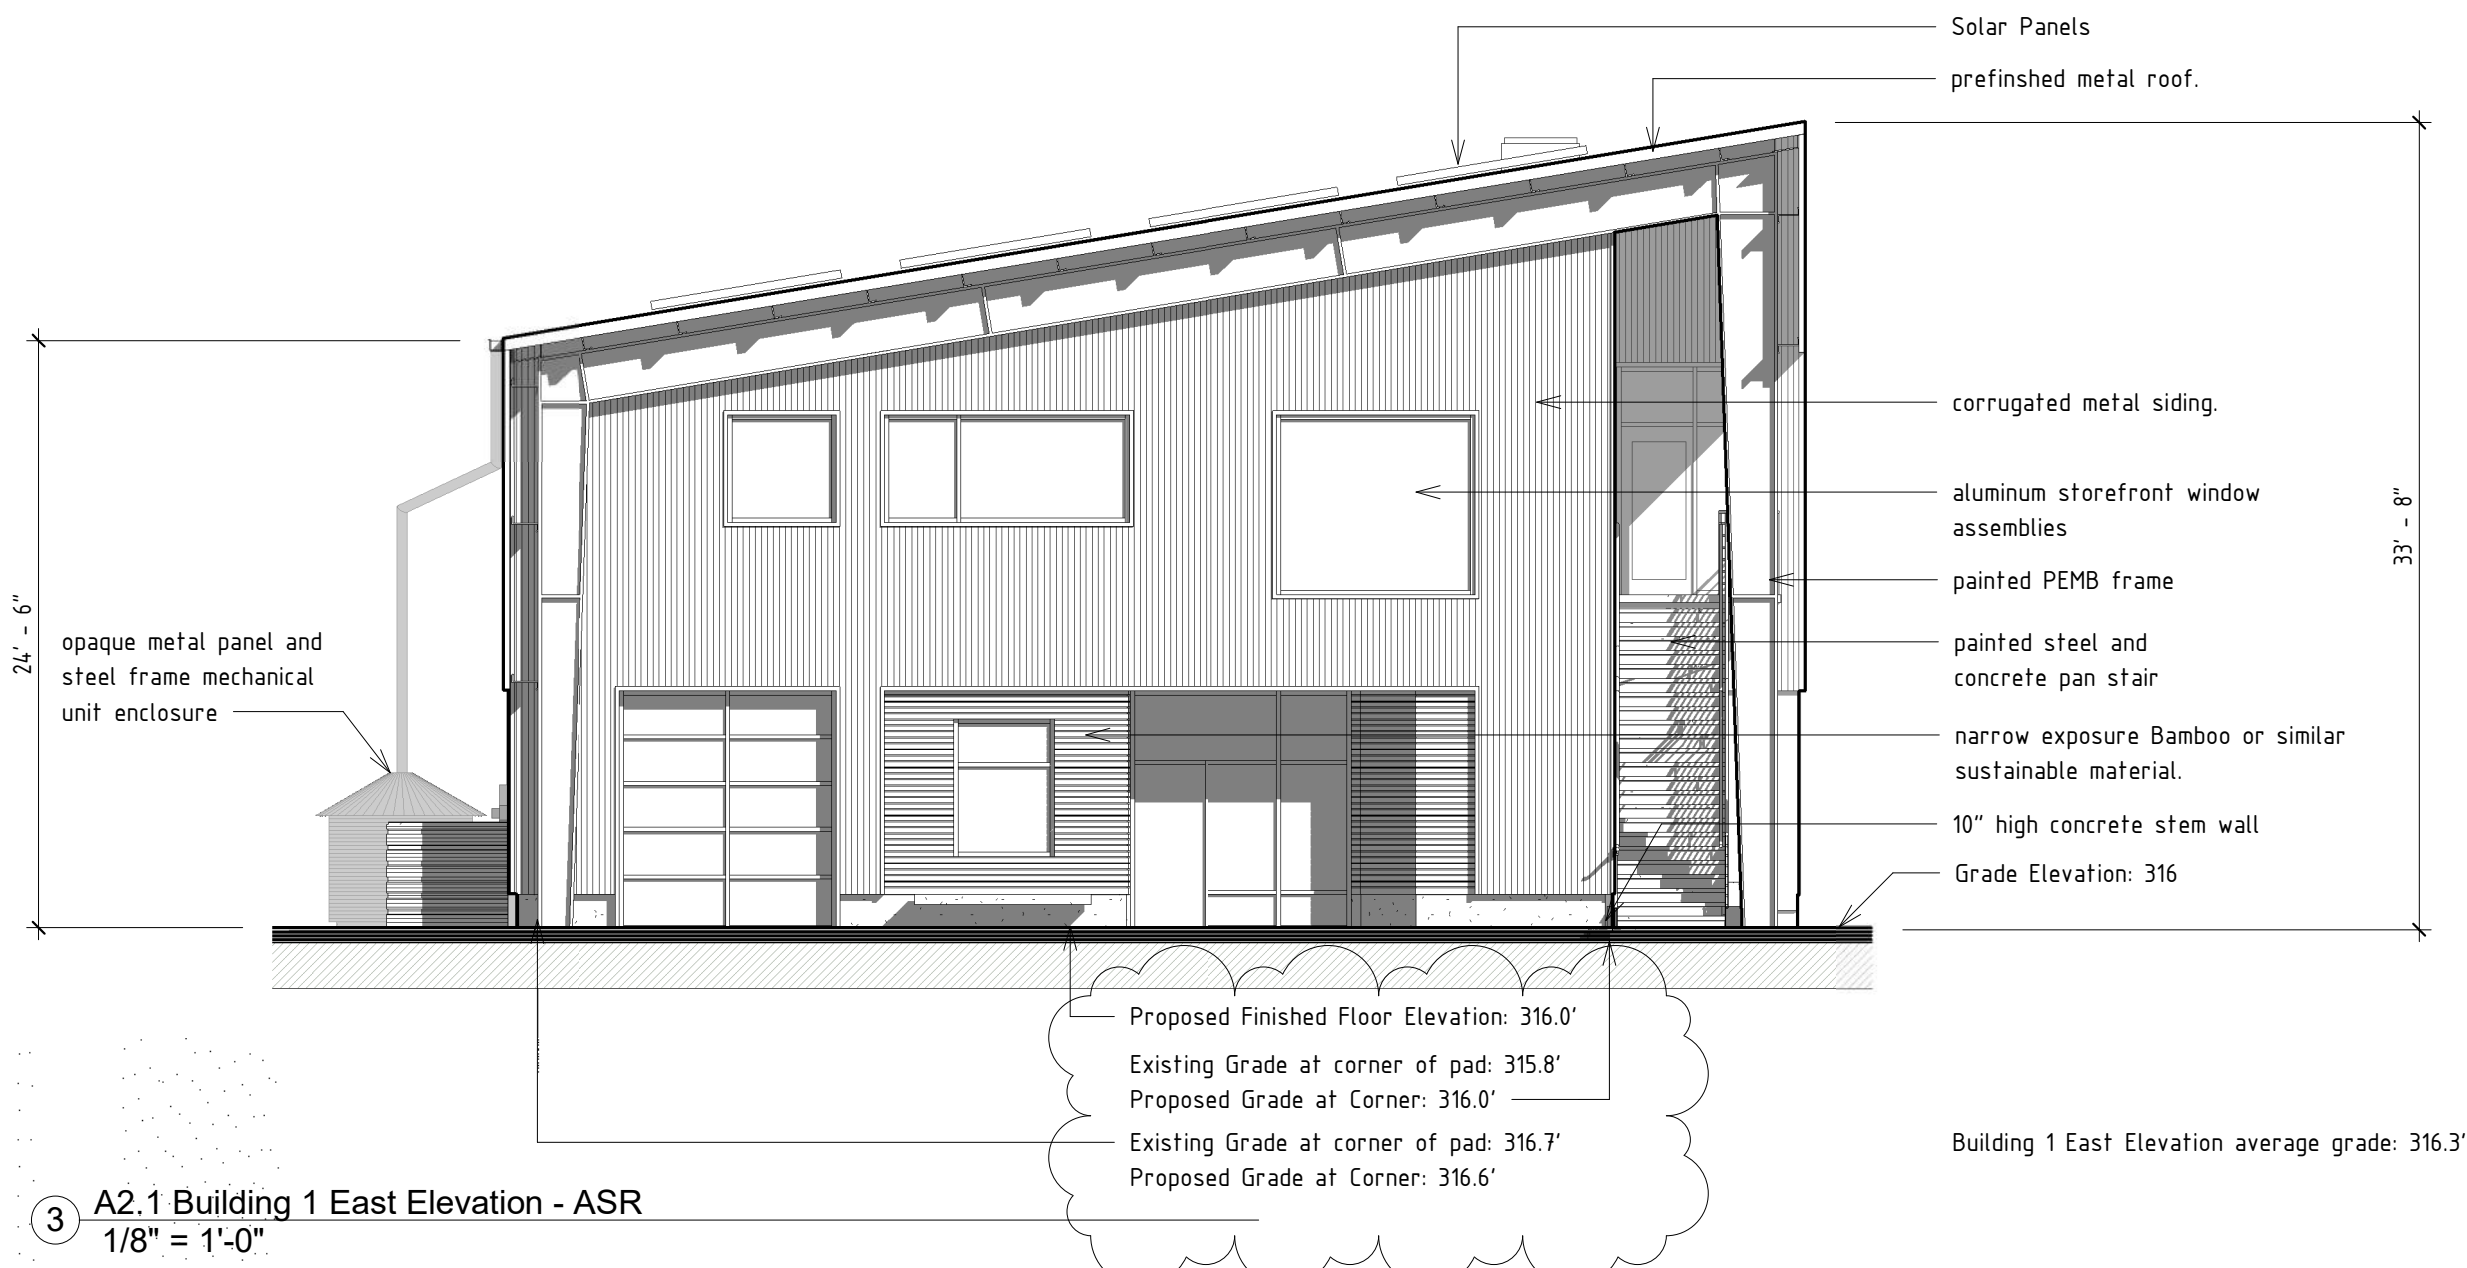 Solar Panels
prefinshed metal roof.
corrugated metal siding.
aluminum storefront window
assemblies
33' - 8"
painted PEMB frame
24' - 6"
opaque metal panel and
steel frame mechanical
unit enclosure
painted steel and
concrete pan stair
narrow exposure Bamboo or similar
sustainable material.
10" high concrete stem wall
Grade Elevation: 316
Proposed Finished Floor Elevation: 316.0'
Existing Grade at corner of pad: 315.8'
Proposed Grade at Corner: 316.0'
Existing Grade at corner of pad: 316.7'
Proposed Grade at Corner: 316.6'
Building 1 East Elevation average grade: 316.3'
3
A2.1 Building 1 East Elevation - ASR
1/8" = 1'-0"